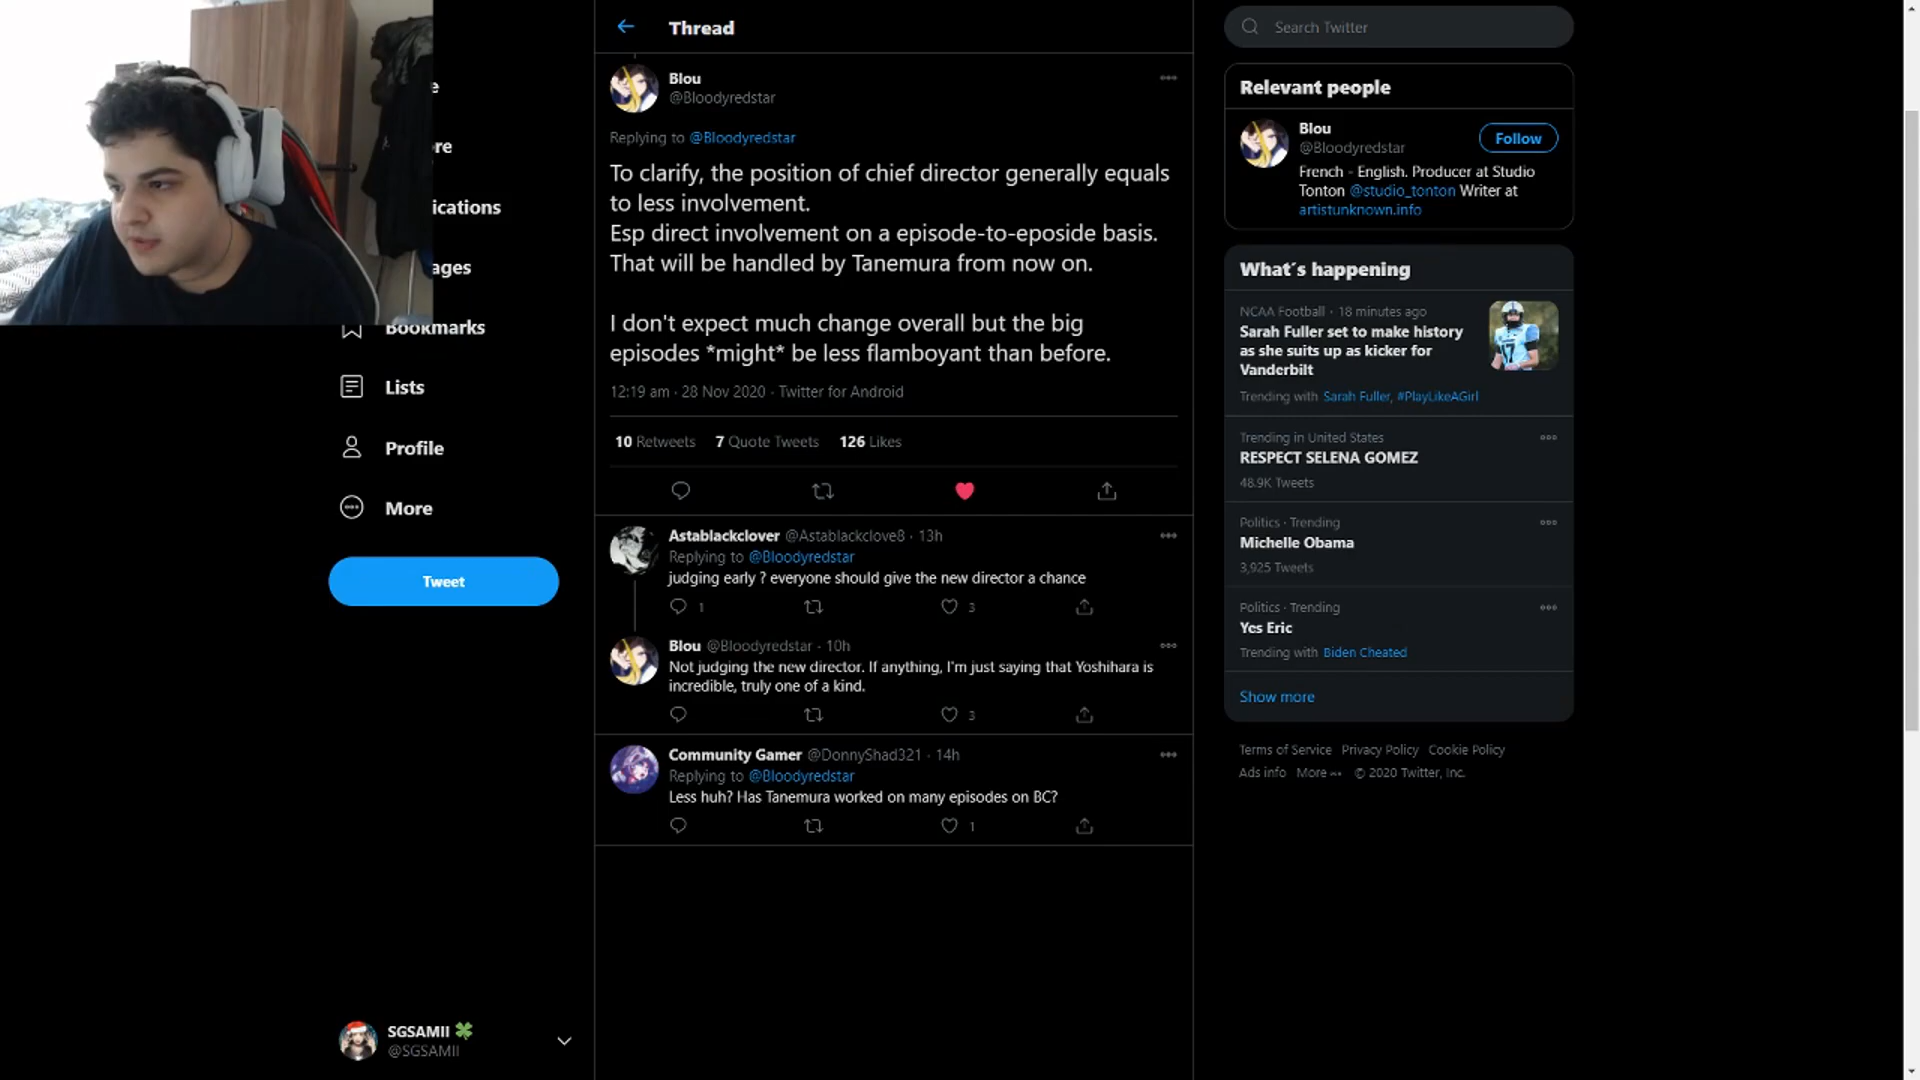 e
re
ications
ages
Bookmarks
Lists
Profile
More
Tweet
SGSAMII
@SGSAMII
Thread
Blou
@Bloodyredstar
Replying to @Bloodyredstar
To clarify, the position of chief director generally equals
to less involvement.
Esp direct involvement on a episode-to-eposide basis.
That will be handled by Tanemura from now on.
I don't expect much change overall but the big
episodes *might* be less flamboyant than before.
12:19 am · 28 Nov 2020 · Twitter for Android
10 Retweets 7 Quote Tweets 126 Likes
Astablackclover @Astablackclove8 · 13h
Replying to @Bloodyredstar
judging early ? everyone should give the new director a chance
1 3
Blou @Bloodyredstar · 10h
Not judging the new director. If anything, I'm just saying that Yoshihara is
incredible, truly one of a kind.
3
Community Gamer @DonnyShad321 · 14h
Replying to @Bloodyredstar
Less huh? Has Tanemura worked on many episodes on BC?
1
Search Twitter
Relevant people
Blou
@Bloodyredstar
Follow
French - English. Producer at Studio
Tonton @studio_tonton Writer at
artistunknown.info
What´s happening
NCAA Football · 18 minutes ago
Sarah Fuller set to make history
as she suits up as kicker for
Vanderbilt
17
Trending with Sarah Fuller, #PlayLikeAGirl
Trending in United States
RESPECT SELENA GOMEZ
48.9K Tweets
Politics · Trending
Michelle Obama
3,925 Tweets
Politics · Trending
Yes Eric
Trending with Biden Cheated
Show more
Terms of Service Privacy Policy Cookie Policy
Ads info More © 2020 Twitter, Inc.